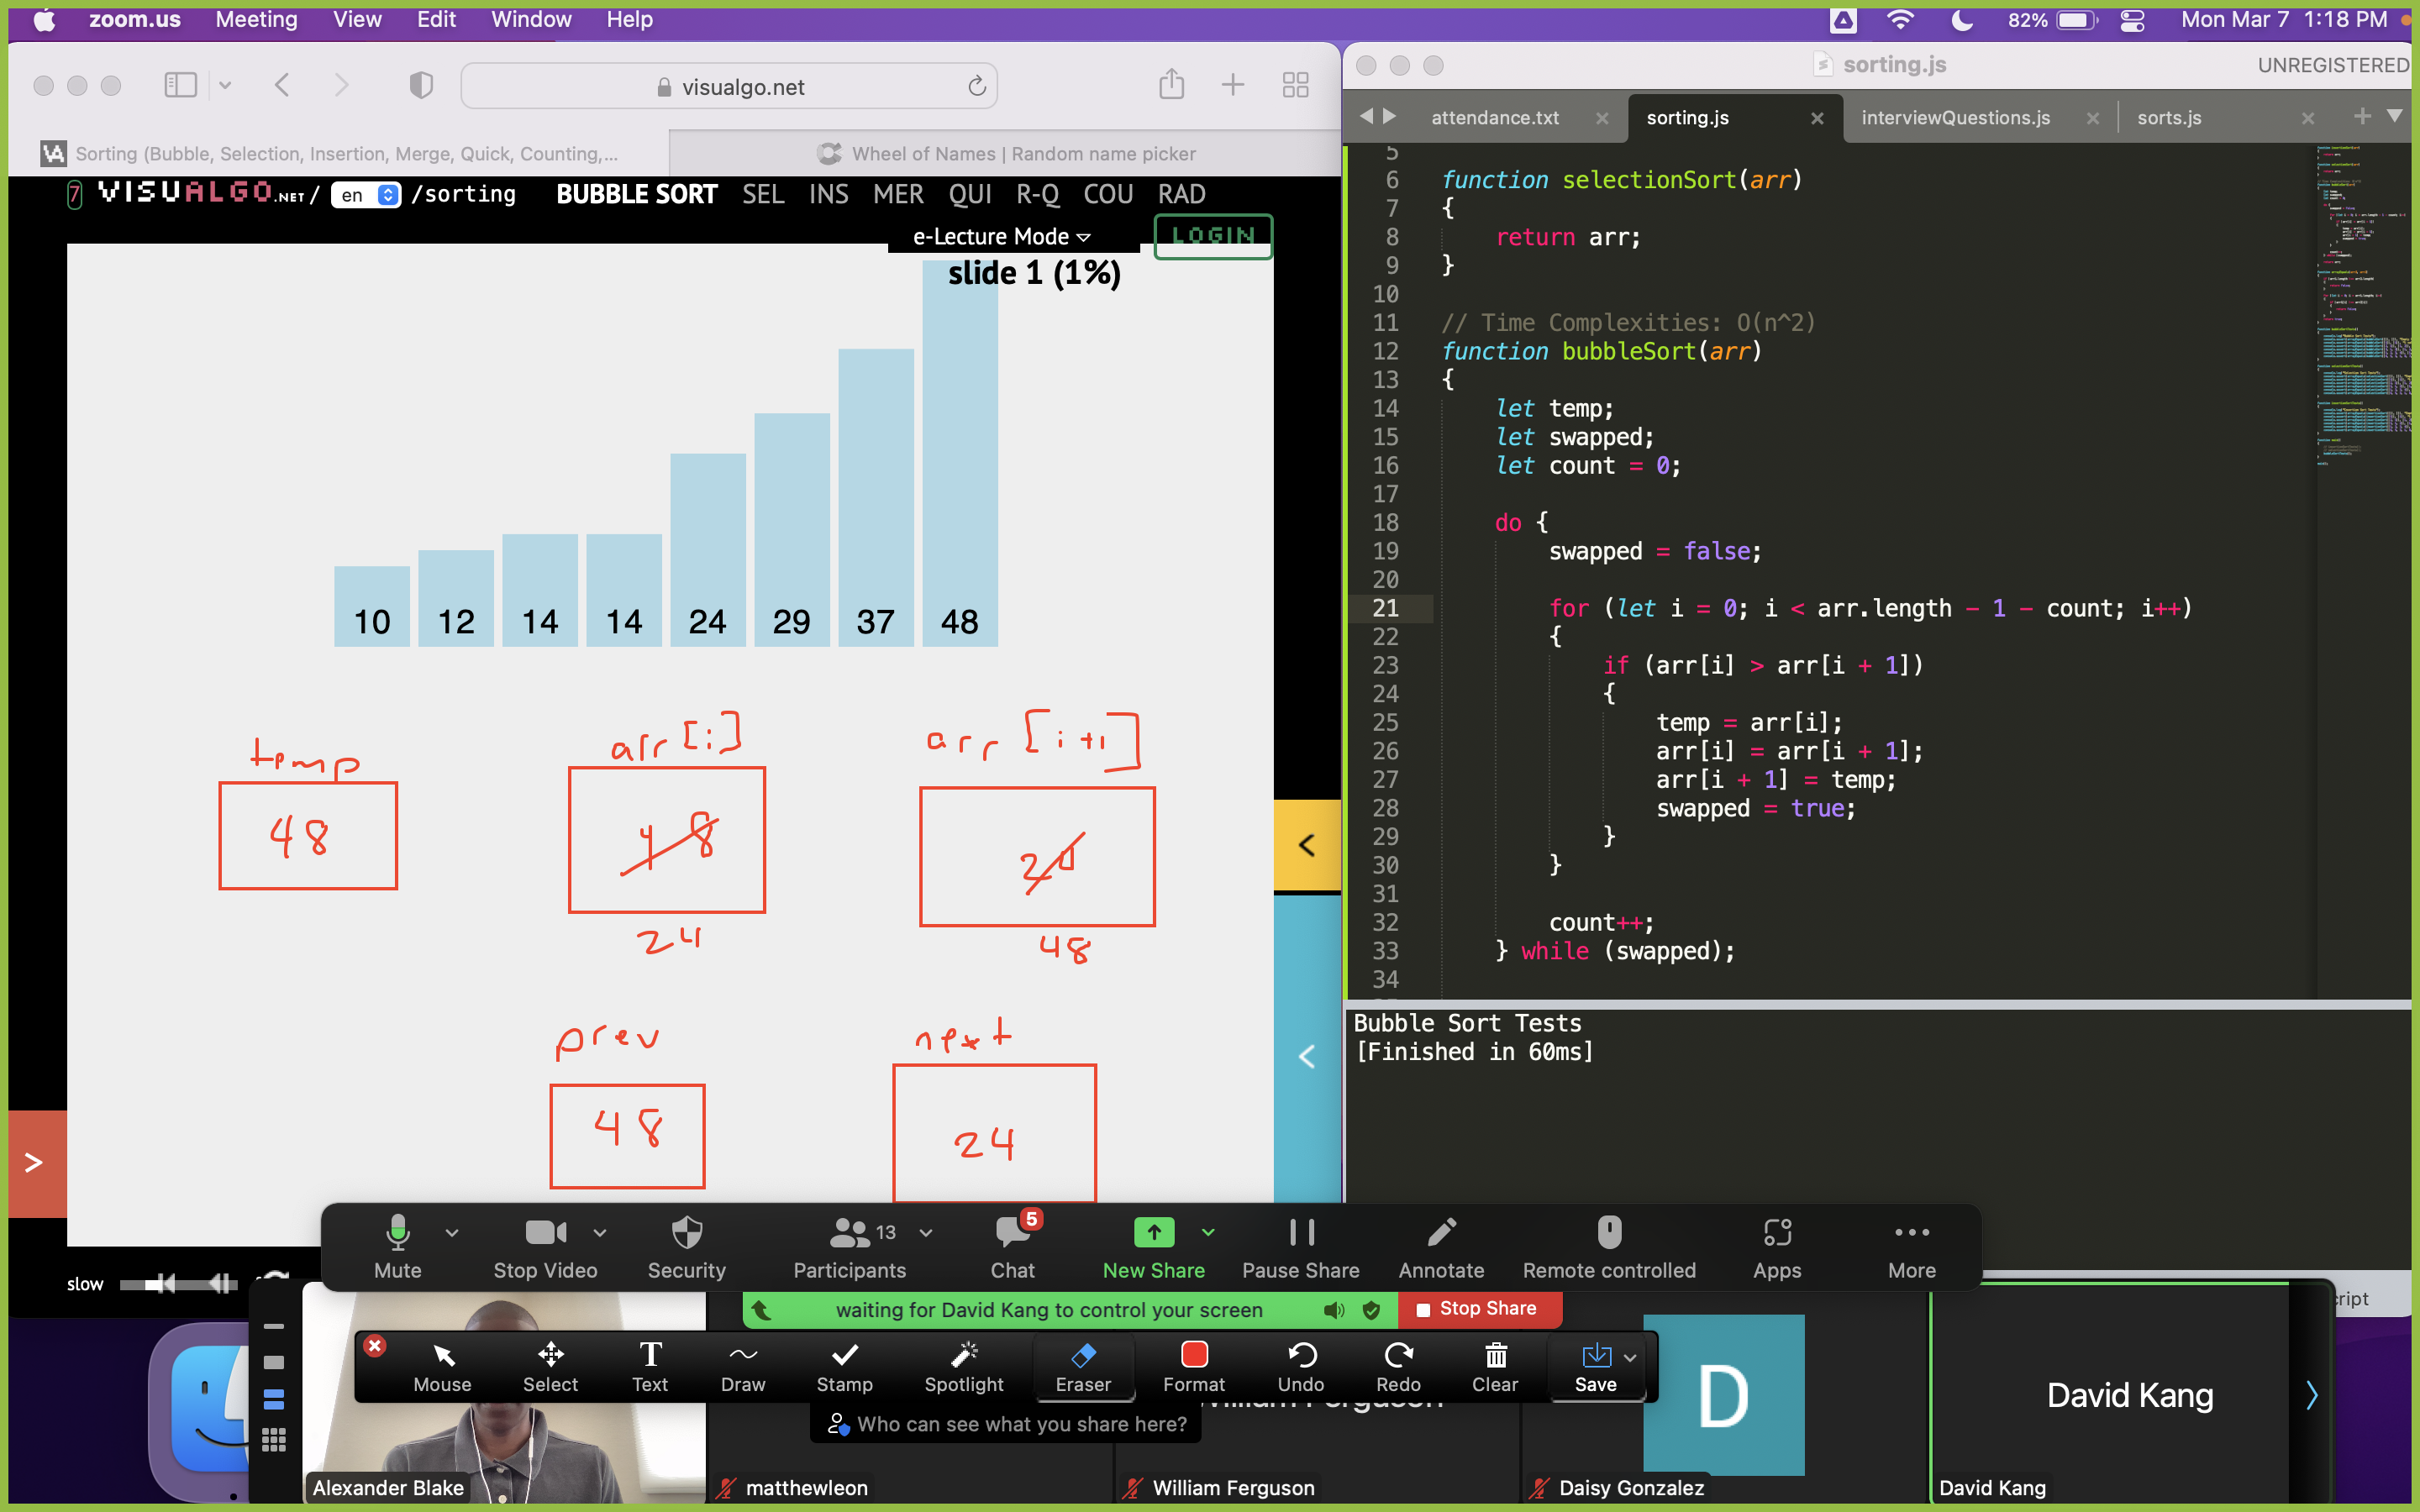 zoom.us Meeting View Edit Window Help 82% Mon Mar 7 1:18 PM
visualgo.net
Sorting (Bubble, Selection, Insertion, Merge, Quick, Counting,...
Wheel of Names | Random name picker
7 VISUALGO.NET/ en /sorting BUBBLE SORT SEL INS MER QUI R-Q COU RAD
e-Lecture Mode
LOGIN
slide 1 (1%)
10 12 14 14 24 29 37 48
temp arr[i] arr[i+1]
48 48 24
24 48
prev next
48 24
slow
sorting.js UNREGISTERED
attendance.txt sorting.js interviewQuestions.js sorts.js
5
6 function selectionSort(arr)
7 {
8 return arr;
9 }
10
11 // Time Complexities: O(n^2)
12 function bubbleSort(arr)
13 {
14 let temp;
15 let swapped;
16 let count = 0;
17
18 do {
19 swapped = false;
20
21 for (let i = 0; i < arr.length - 1 - count; i++)
22 {
23 if (arr[i] > arr[i + 1])
24 {
25 temp = arr[i];
26 arr[i] = arr[i + 1];
27 arr[i + 1] = temp;
28 swapped = true;
29 }
30 }
31
32 count++;
33 } while (swapped);
34
Bubble Sort Tests
[Finished in 60ms]
cript
13 5
Mute Stop Video Security Participants Chat New Share Pause Share Annotate Remote controlled Apps More
waiting for David Kang to control your screen Stop Share
Mouse Select Text Draw Stamp Spotlight Eraser Format Undo Redo Clear Save
Who can see what you share here?
D
David Kang
Alexander Blake matthewleon William Ferguson Daisy Gonzalez David Kang